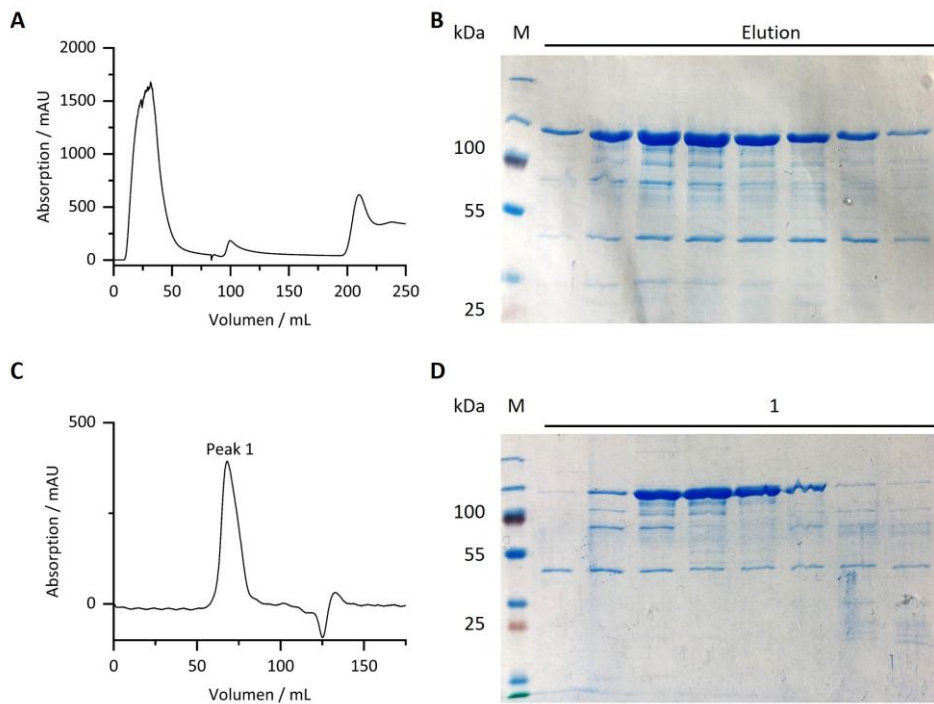 A
2000
1500
1000
500
0
Absorption / mAU
0
50
100
150
200
250
Volumen / mL
B
kDa
M
Elution
100
55
25
C
500
0
Absorption / mAU
Peak 1
0
50
100
150
Volumen / mL
D
kDa
M
1
100
55
25